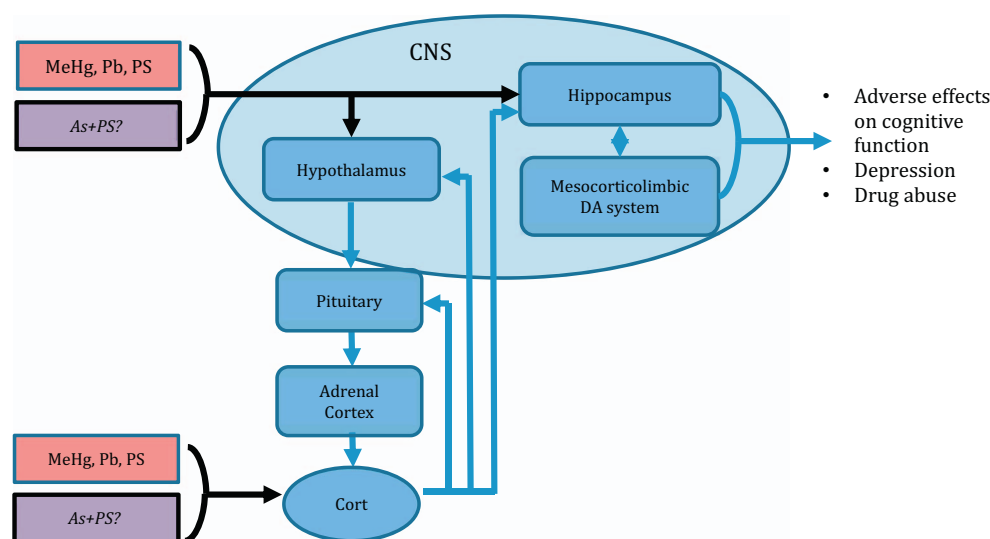 CNS
MeHg, Pb, PS
As+PS?
Hippocampus
Hypothalamus
Mesocorticolimbic
DA system
• Adverse effects
on cognitive
function
• Depression
• Drug abuse
Pituitary
Adrenal
Cortex
MeHg, Pb, PS
As+PS?
Cort